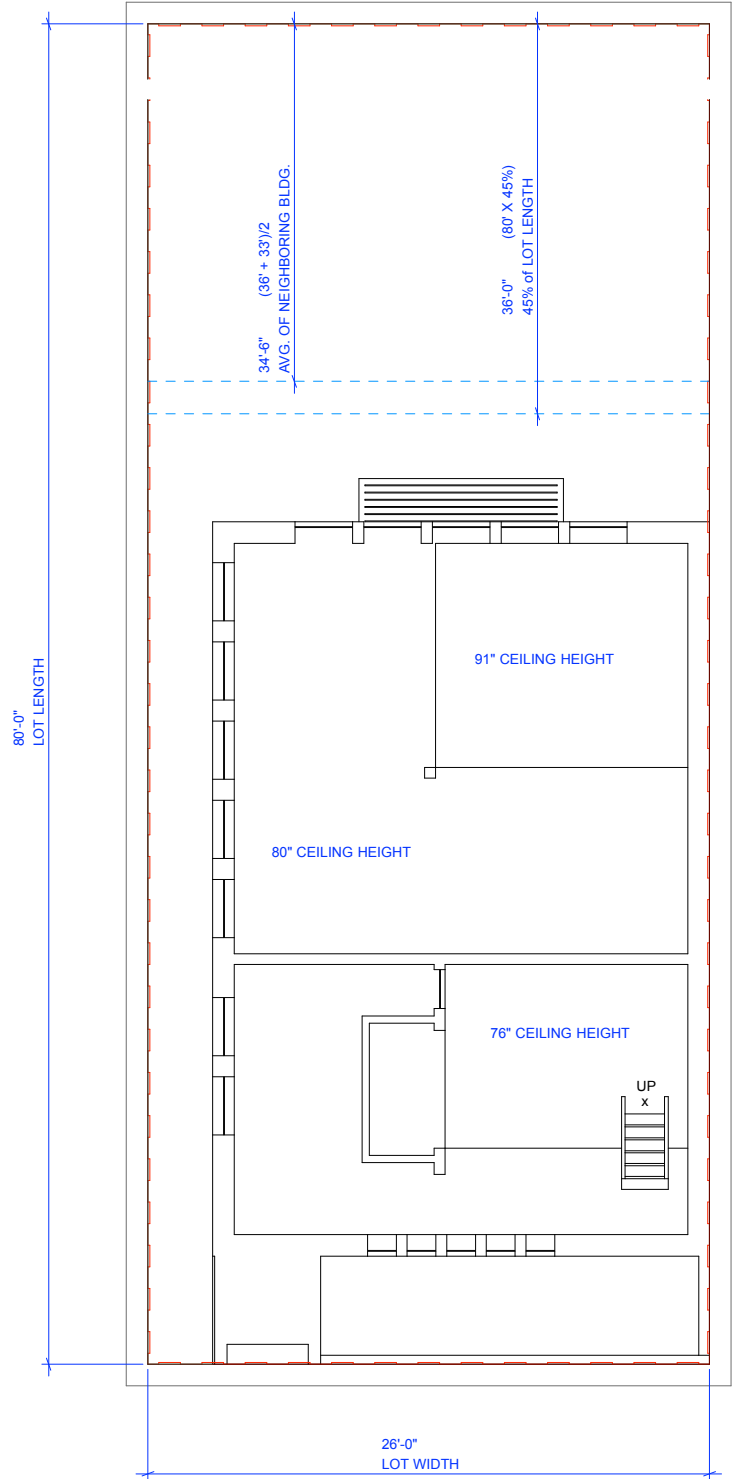 34'-6" (36' + 33')/2
AVG. OF NEIGHBORING BLDG.
36'-0" (80' X 45%)
45% of LOT LENGTH
80'-0"
LOT LENGTH
91" CEILING HEIGHT
80" CEILING HEIGHT
76" CEILING HEIGHT
UP
x
26'-0"
LOT WIDTH